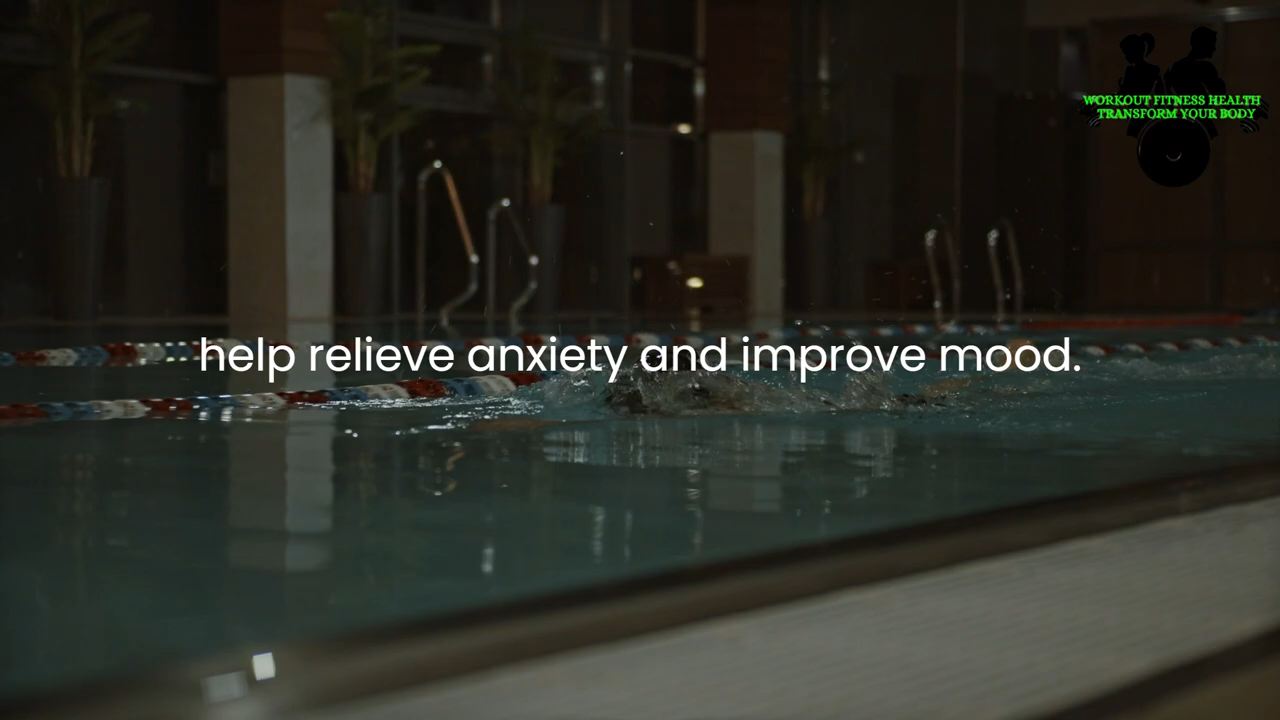 WORKOUT FITNESS HEALTH
TRANSFORM YOUR BODY
help relieve anxiety and improve mood.